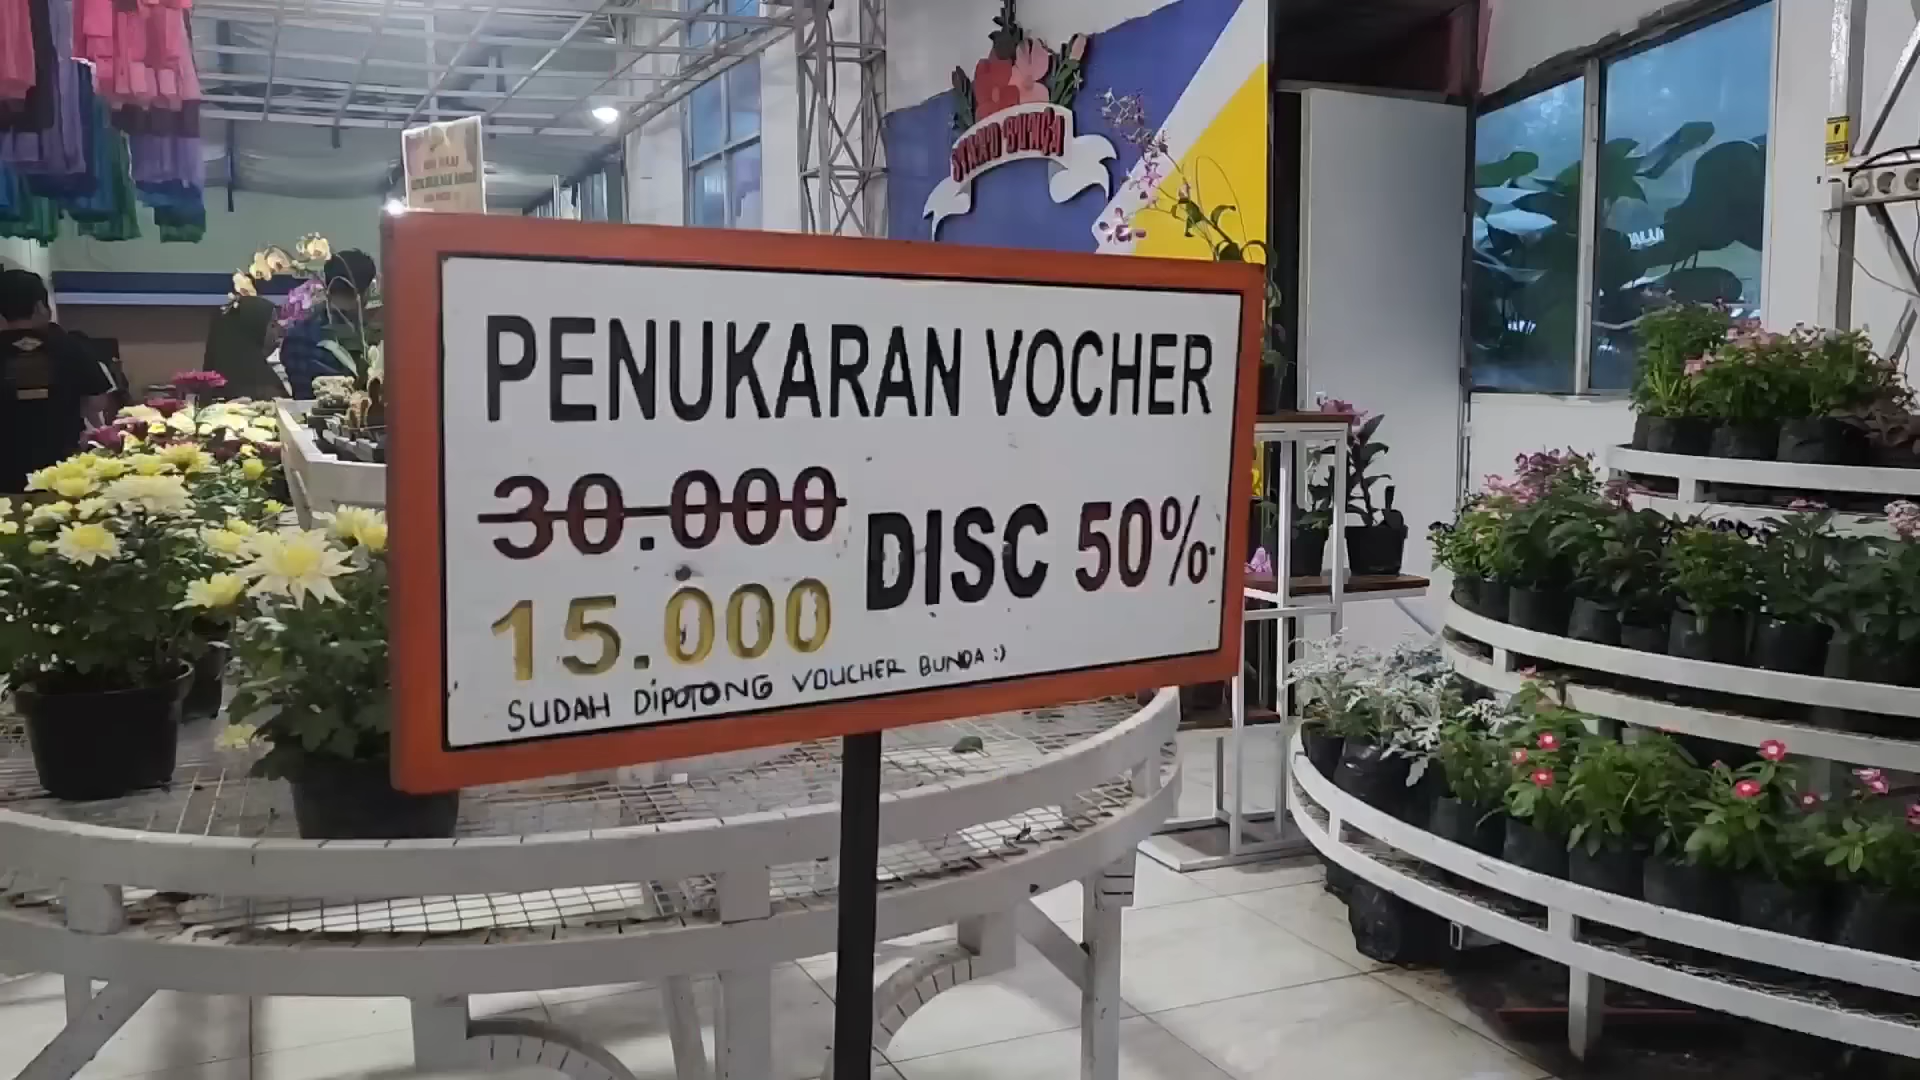 PENUKARAN VOCHER
30.000
DISC 50%
15.000
SUDAH DIPOTONG VOUCHER BUNDA :)